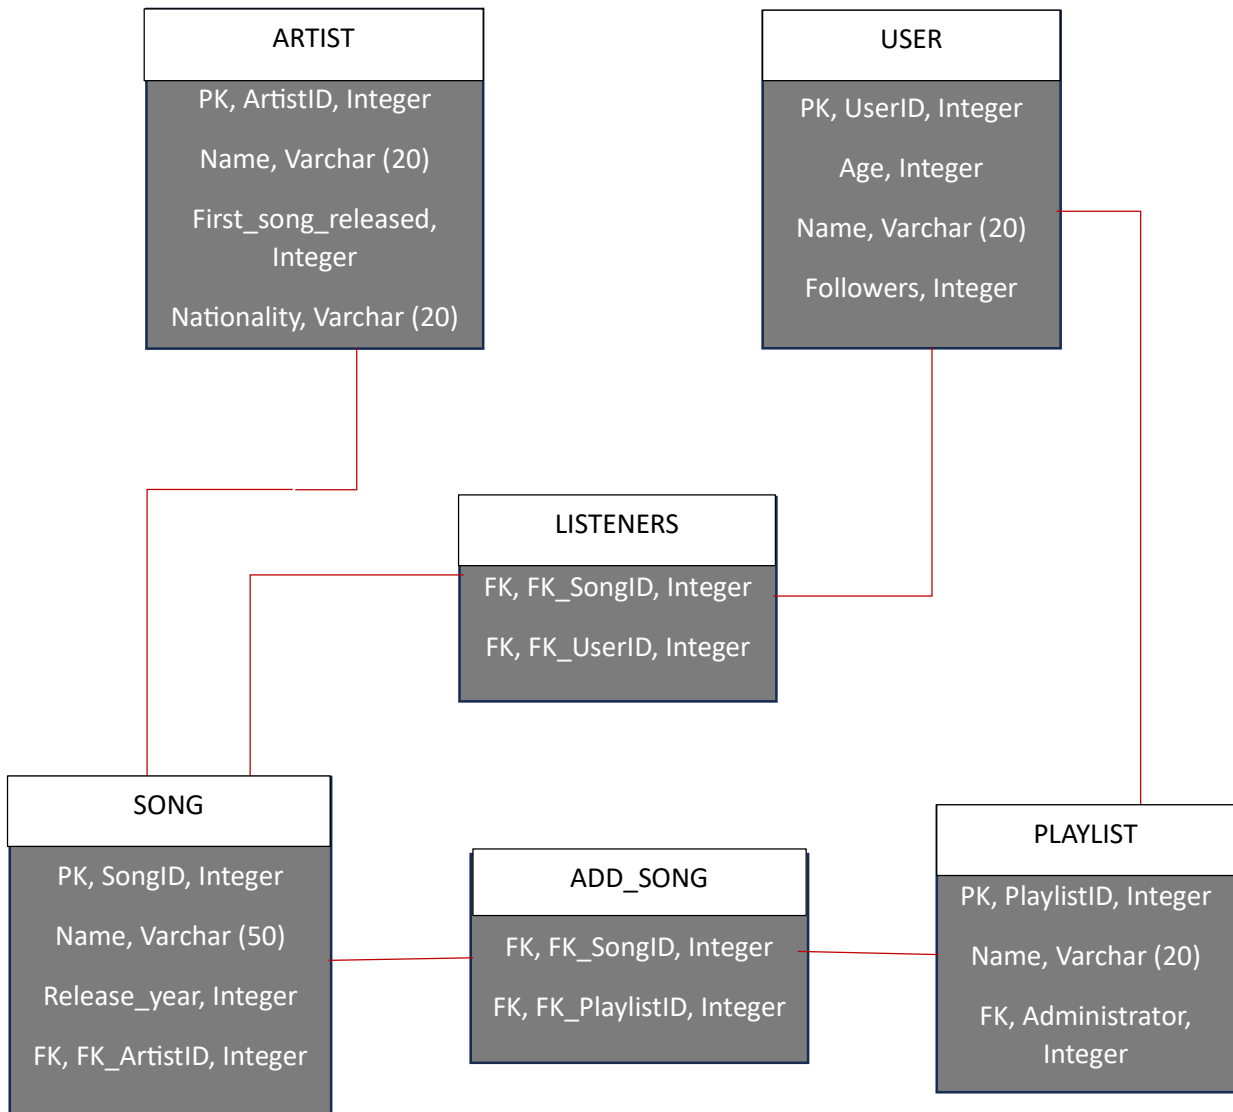 ARTIST
PK, ArtistID, Integer
Name, Varchar (20)
First_song_released,
Integer
Nationality, Varchar (20)
USER
PK, UserID, Integer
Age, Integer
Name, Varchar (20)
Followers, Integer
LISTENERS
FK, FK_SongID, Integer
FK, FK_UserID, Integer
SONG
PK, SongID, Integer
Name, Varchar (50)
Release_year, Integer
FK, FK_ArtistID, Integer
ADD_SONG
FK, FK_SongID, Integer
FK, FK_PlaylistID, Integer
PLAYLIST
PK, PlaylistID, Integer
Name, Varchar (20)
FK, Administrator,
Integer